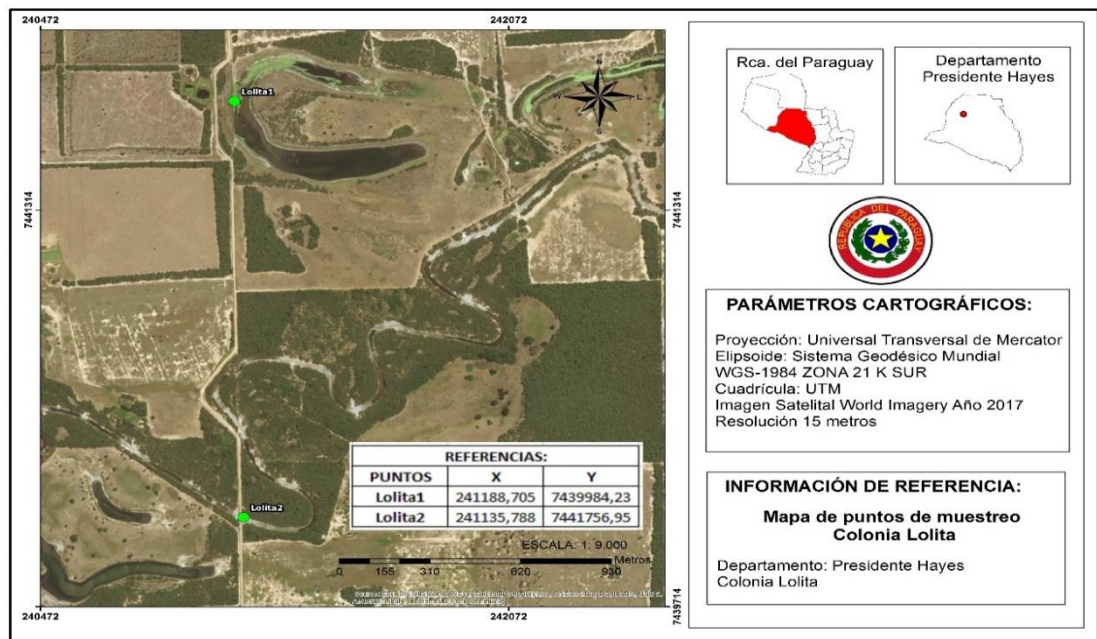 240472
242072
Lolita1
N
W
E
S
7441314
7441314
Lolita2
REFERENCIAS:
PUNTOS X Y
Lolita1 241188,705 7439984,23
Lolita2 241135,788 7441756,95
ESCALA: 1: 9.000
Metros
0 155 310 620 930
7439714
240472
242072
Rca. del Paraguay
Departamento
Presidente Hayes
REPUBLICA DEL PARAGUAY
PARÁMETROS CARTOGRÁFICOS:
Proyección: Universal Transversal de Mercator
Elipsoide: Sistema Geodésico Mundial
WGS-1984 ZONA 21 K SUR
Cuadrícula: UTM
Imagen Satelital World Imagery Año 2017
Resolución 15 metros
INFORMACIÓN DE REFERENCIA:
Mapa de puntos de muestreo
Colonia Lolita
Departamento: Presidente Hayes
Colonia Lolita